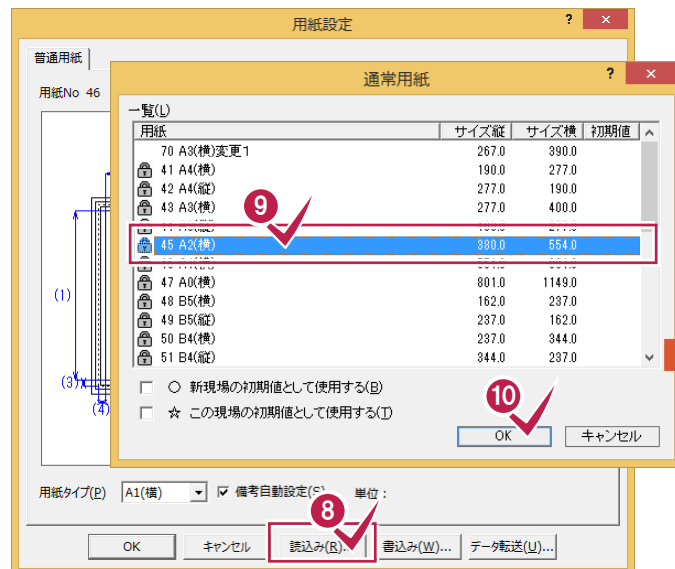 用紙設定 ? ×
普通用紙
用紙No 46
通常用紙 ? ×
一覧(L)
用紙 サイズ縦 サイズ横 初期値
70 A3(横)変更1 267.0 390.0
41 A4(横) 190.0 277.0
42 A4(縦) 277.0 190.0
43 A3(横) 277.0 400.0
9
45 A2(横) 380.0 554.0
47 A0(横) 801.0 1149.0
48 B5(横) 162.0 237.0
49 B5(縦) 237.0 162.0
50 B4(横) 237.0 344.0
51 B4(縦) 344.0 237.0
(1)
(3)
(4)
○ 新現場の初期値として使用する(B)
☆ この現場の初期値として使用する(T)
10
OK キャンセル
用紙タイプ(P) A1(横) 備考自動設定(S) 単位:
8
OK キャンセル 読込み(R)... 書込み(W)... データ転送(U)...